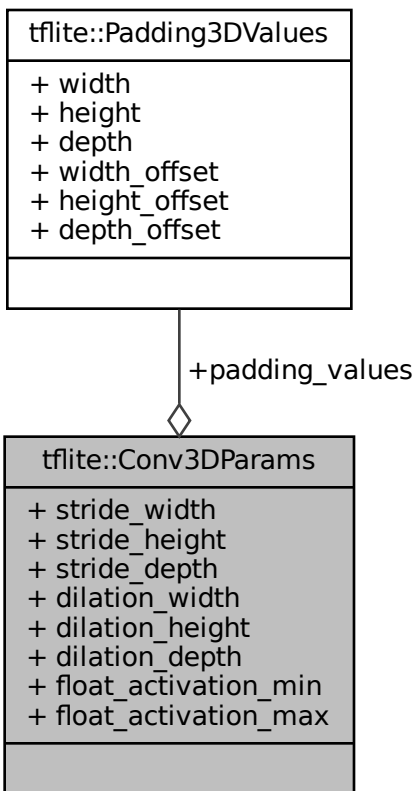 tflite::Padding3DValues
+ width
+ height
+ depth
+ width_offset
+ height_offset
+ depth_offset
+padding_values
tflite::Conv3DParams
+ stride_width
+ stride_height
+ stride_depth
+ dilation_width
+ dilation_height
+ dilation_depth
+ float_activation_min
+ float_activation_max